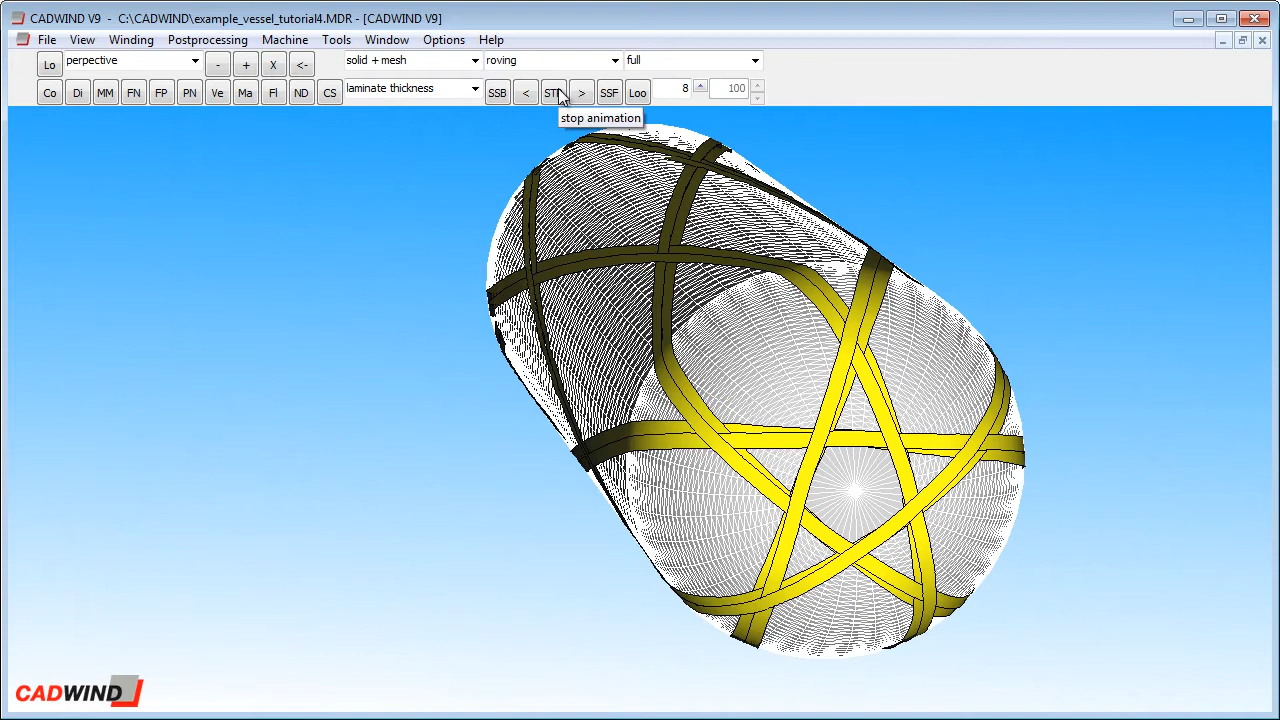 CADWIND V9 - C:\CADWIND\example_vessel_tutorial4.MDR - [CADWIND V9]
File View Winding Postprocessing Machine Tools Window Options Help
Lo perpective - + X <- solid + mesh roving full
Co Di MM FN FP PN Ve Ma Fl ND CS laminate thickness SSB < ST > SSF Loo 8 100
stop animation
CADWIND